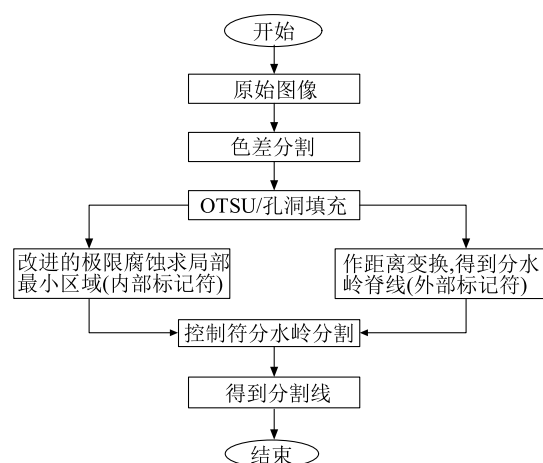 开始
原始图像
色差分割
OTSU/孔洞填充
改进的极限腐蚀求局部
最小区域(内部标记符)
作距离变换,得到分水
岭脊线(外部标记符)
控制符分水岭分割
得到分割线
结束